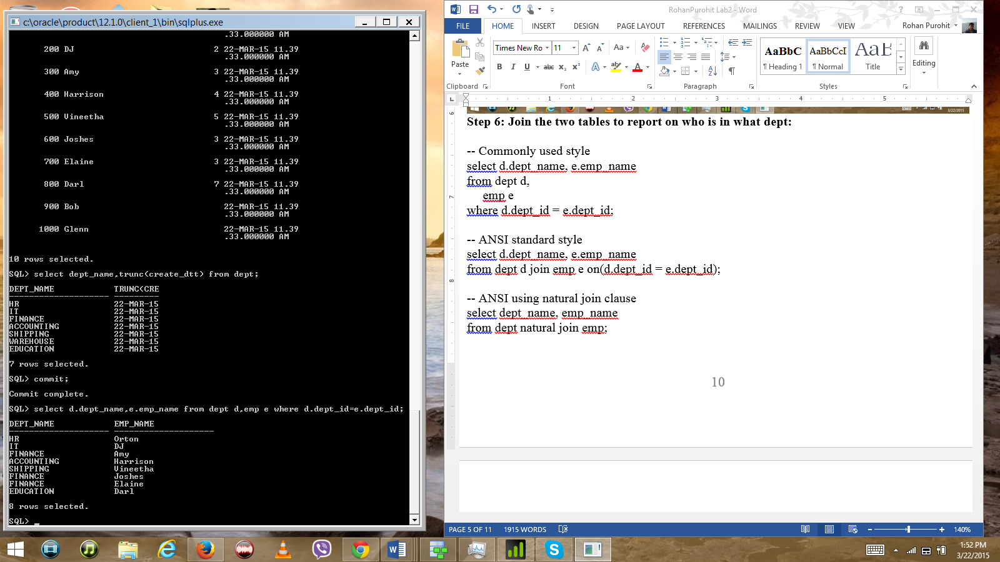 c:\oracle\product\12.1.0\client_1\bin\sqlplus.exe
.33.000000 AM
200 DJ 2 22-MAR-15 11.39
.33.000000 AM
300 Amy 3 22-MAR-15 11.39
.33.000000 AM
400 Harrison 4 22-MAR-15 11.39
.33.000000 AM
500 Vineetha 5 22-MAR-15 11.39
.33.000000 AM
600 Joshes 3 22-MAR-15 11.39
.33.000000 AM
700 Elaine 3 22-MAR-15 11.39
.33.000000 AM
800 Darl 7 22-MAR-15 11.39
.33.000000 AM
900 Bob 22-MAR-15 11.39
.33.000000 AM
1000 Glenn 22-MAR-15 11.39
.33.000000 AM
10 rows selected.
SQL> select dept_name,trunc(create_dtt) from dept;
DEPT_NAME TRUNC(CRE
-------------------- ---------
HR 22-MAR-15
IT 22-MAR-15
FINANCE 22-MAR-15
ACCOUNTING 22-MAR-15
SHIPPING 22-MAR-15
WAREHOUSE 22-MAR-15
EDUCATION 22-MAR-15
7 rows selected.
SQL> commit;
Commit complete.
SQL> select d.dept_name,e.emp_name from dept d,emp e where d.dept_id=e.dept_id;
DEPT_NAME EMP_NAME
-------------------- --------------------
HR Orton
IT DJ
FINANCE Amy
ACCOUNTING Harrison
SHIPPING Vineetha
FINANCE Joshes
FINANCE Elaine
EDUCATION Darl
8 rows selected.
SQL> _
RohanPurohit Lab2 - Word
FILE HOME INSERT DESIGN PAGE LAYOUT REFERENCES MAILINGS REVIEW VIEW Rohan Purohit
Paste
Times New Ro 11
B I U abc x₂ x²
AaBbC AaBbCcI AaBbC
¶ Heading 1 ¶ Normal Title
Editing
Clipboard Font Paragraph Styles
1 2 3 4 5
3/22/2015
6
7
8
Step 6: Join the two tables to report on who is in what dept:
-- Commonly used style
select d.dept_name, e.emp_name
from dept d,
emp e
where d.dept_id = e.dept_id;
-- ANSI standard style
select d.dept_name, e.emp_name
from dept d join emp e on(d.dept_id = e.dept_id);
-- ANSI using natural join clause
select dept_name, emp_name
from dept natural join emp;
10
PAGE 5 OF 11 1915 WORDS 140%
1:52 PM
3/22/2015